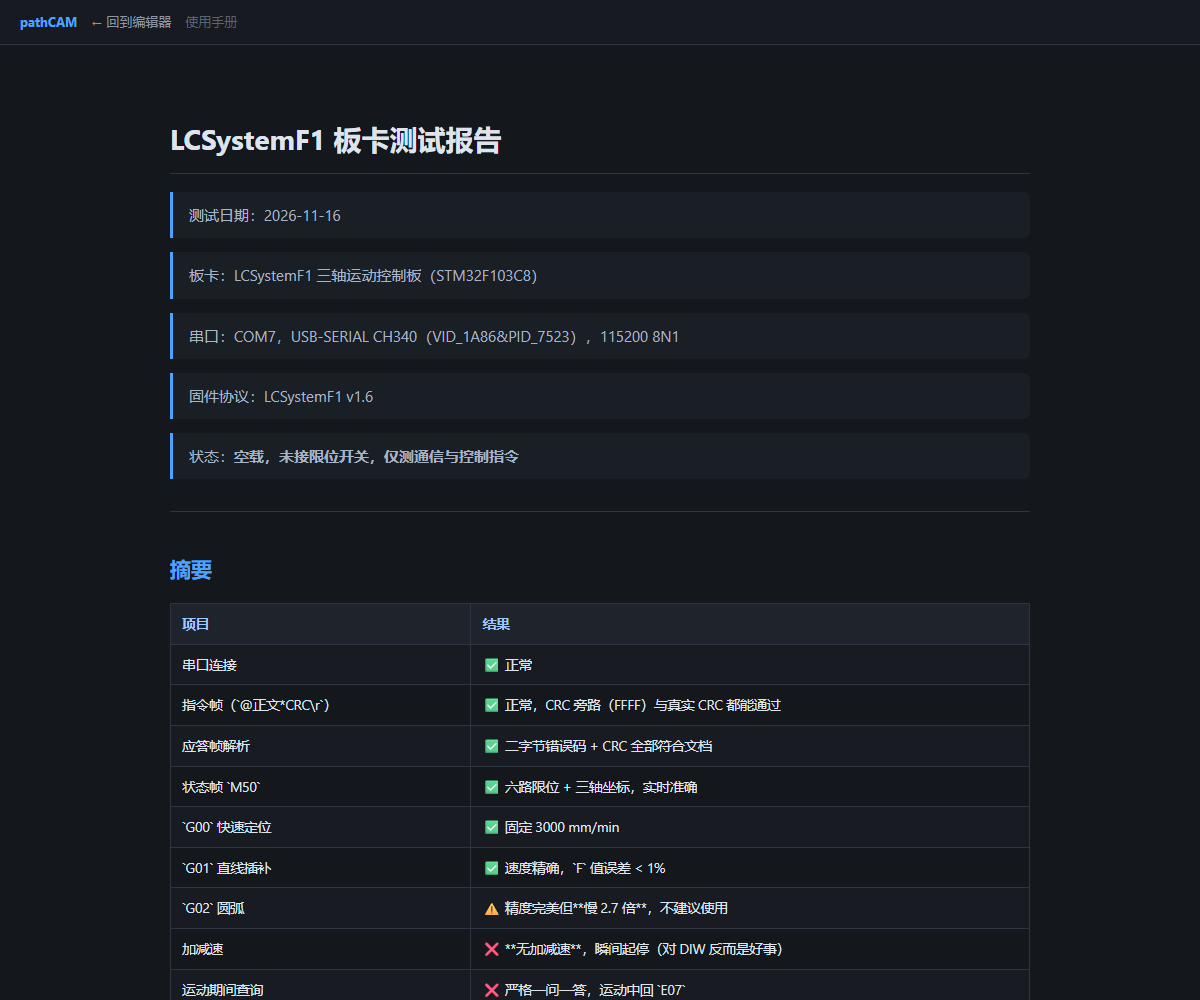 pathCAM ← 回到编辑器 使用手册
LCSystemF1 板卡测试报告
测试日期：2026-11-16
板卡：LCSystemF1 三轴运动控制板（STM32F103C8）
串口：COM7，USB-SERIAL CH340（VID_1A86&PID_7523），115200 8N1
固件协议：LCSystemF1 v1.6
状态：空载，未接限位开关，仅测通信与控制指令
摘要
项目 结果
串口连接 ✅ 正常
指令帧（`@正文*CRC\r`） ✅ 正常，CRC 旁路（FFFF）与真实 CRC 都能通过
应答帧解析 ✅ 二字节错误码 + CRC 全部符合文档
状态帧 `M50` ✅ 六路限位 + 三轴坐标，实时准确
`G00` 快速定位 ✅ 固定 3000 mm/min
`G01` 直线插补 ✅ 速度精确，`F` 值误差 < 1%
`G02` 圆弧 ⚠️ 精度完美但**慢 2.7 倍**，不建议使用
加减速 ❌ **无加减速**，瞬间起停（对 DIW 反而是好事）
运动期间查询 ❌ 严格一问一答，运动中回 `E07`